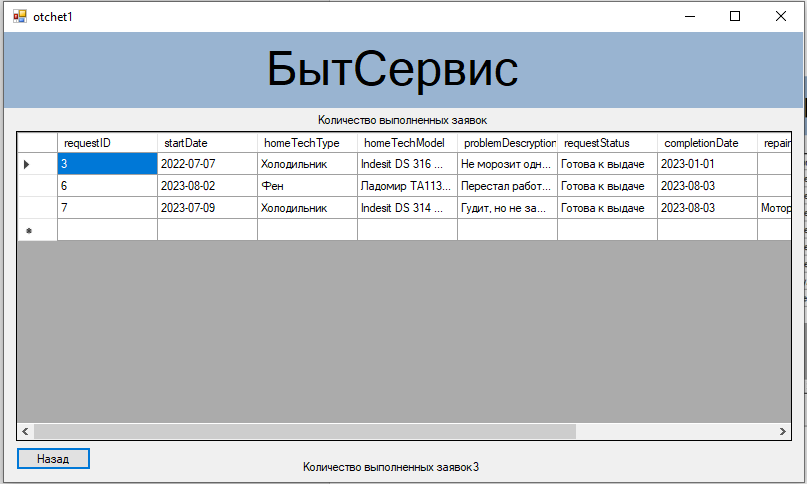 otchet1
БытСервис
Количество выполненных заявок
requestID startDate homeTechType homeTechModel problemDescryption requestStatus completionDate repair
3 2022-07-07 Холодильник Indesit DS 316 ... Не морозит одн... Готова к выдаче 2023-01-01
6 2023-08-02 Фен Ладомир ТА113... Перестал работ... Готова к выдаче 2023-08-03
7 2023-07-09 Холодильник Indesit DS 314 ... Гудит, но не за... Готова к выдаче 2023-08-03 Мотор
Назад
Количество выполненных заявок3